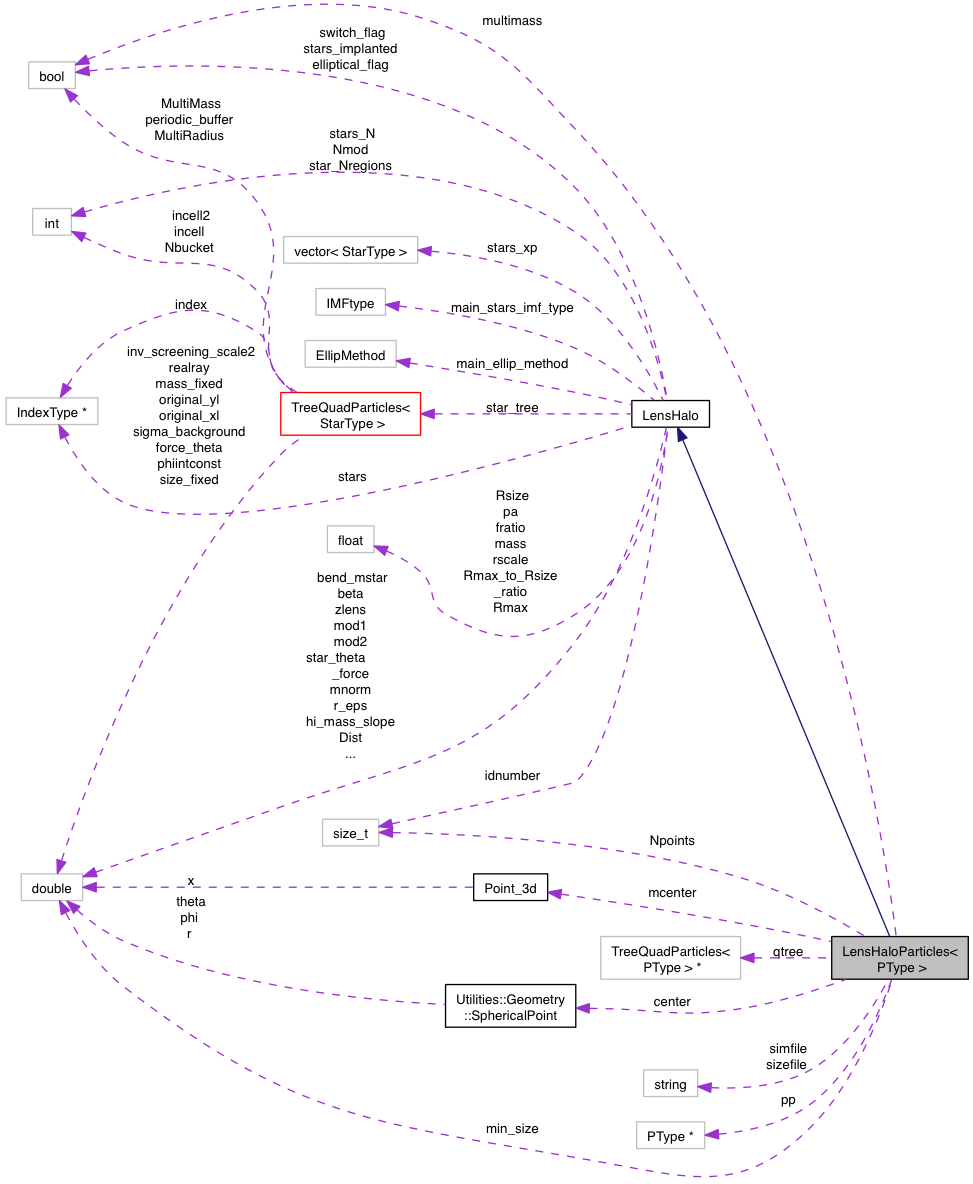 multimass
switch_flag
stars_implanted
elliptical_flag
bool
MultiMass
periodic_buffer
MultiRadius
stars_N
Nmod
star_Nregions
int
incell2
incell
Nbucket
vector< StarType >
stars_xp
IMFtype
main_stars_imf_type
index
EllipMethod
main_ellip_method
inv_screening_scale2
realray
mass_fixed
original_yl
original_xl
sigma_background
force_theta
phiintconst
size_fixed
IndexType *
TreeQuadParticles<
StarType >
star_tree
LensHalo
stars
float
Rsize
pa
fratio
mass
rscale
Rmax_to_Rsize
_ratio
Rmax
bend_mstar
beta
zlens
mod1
mod2
star_theta
_force
mnorm
r_eps
hi_mass_slope
Dist
...
idnumber
size_t
Npoints
double
x
Point_3d
mcenter
theta
phi
r
TreeQuadParticles<
PType > *
qtree
LensHaloParticles<
PType >
Utilities::Geometry
::SphericalPoint
center
string
simfile
sizefile
pp
PType *
min_size